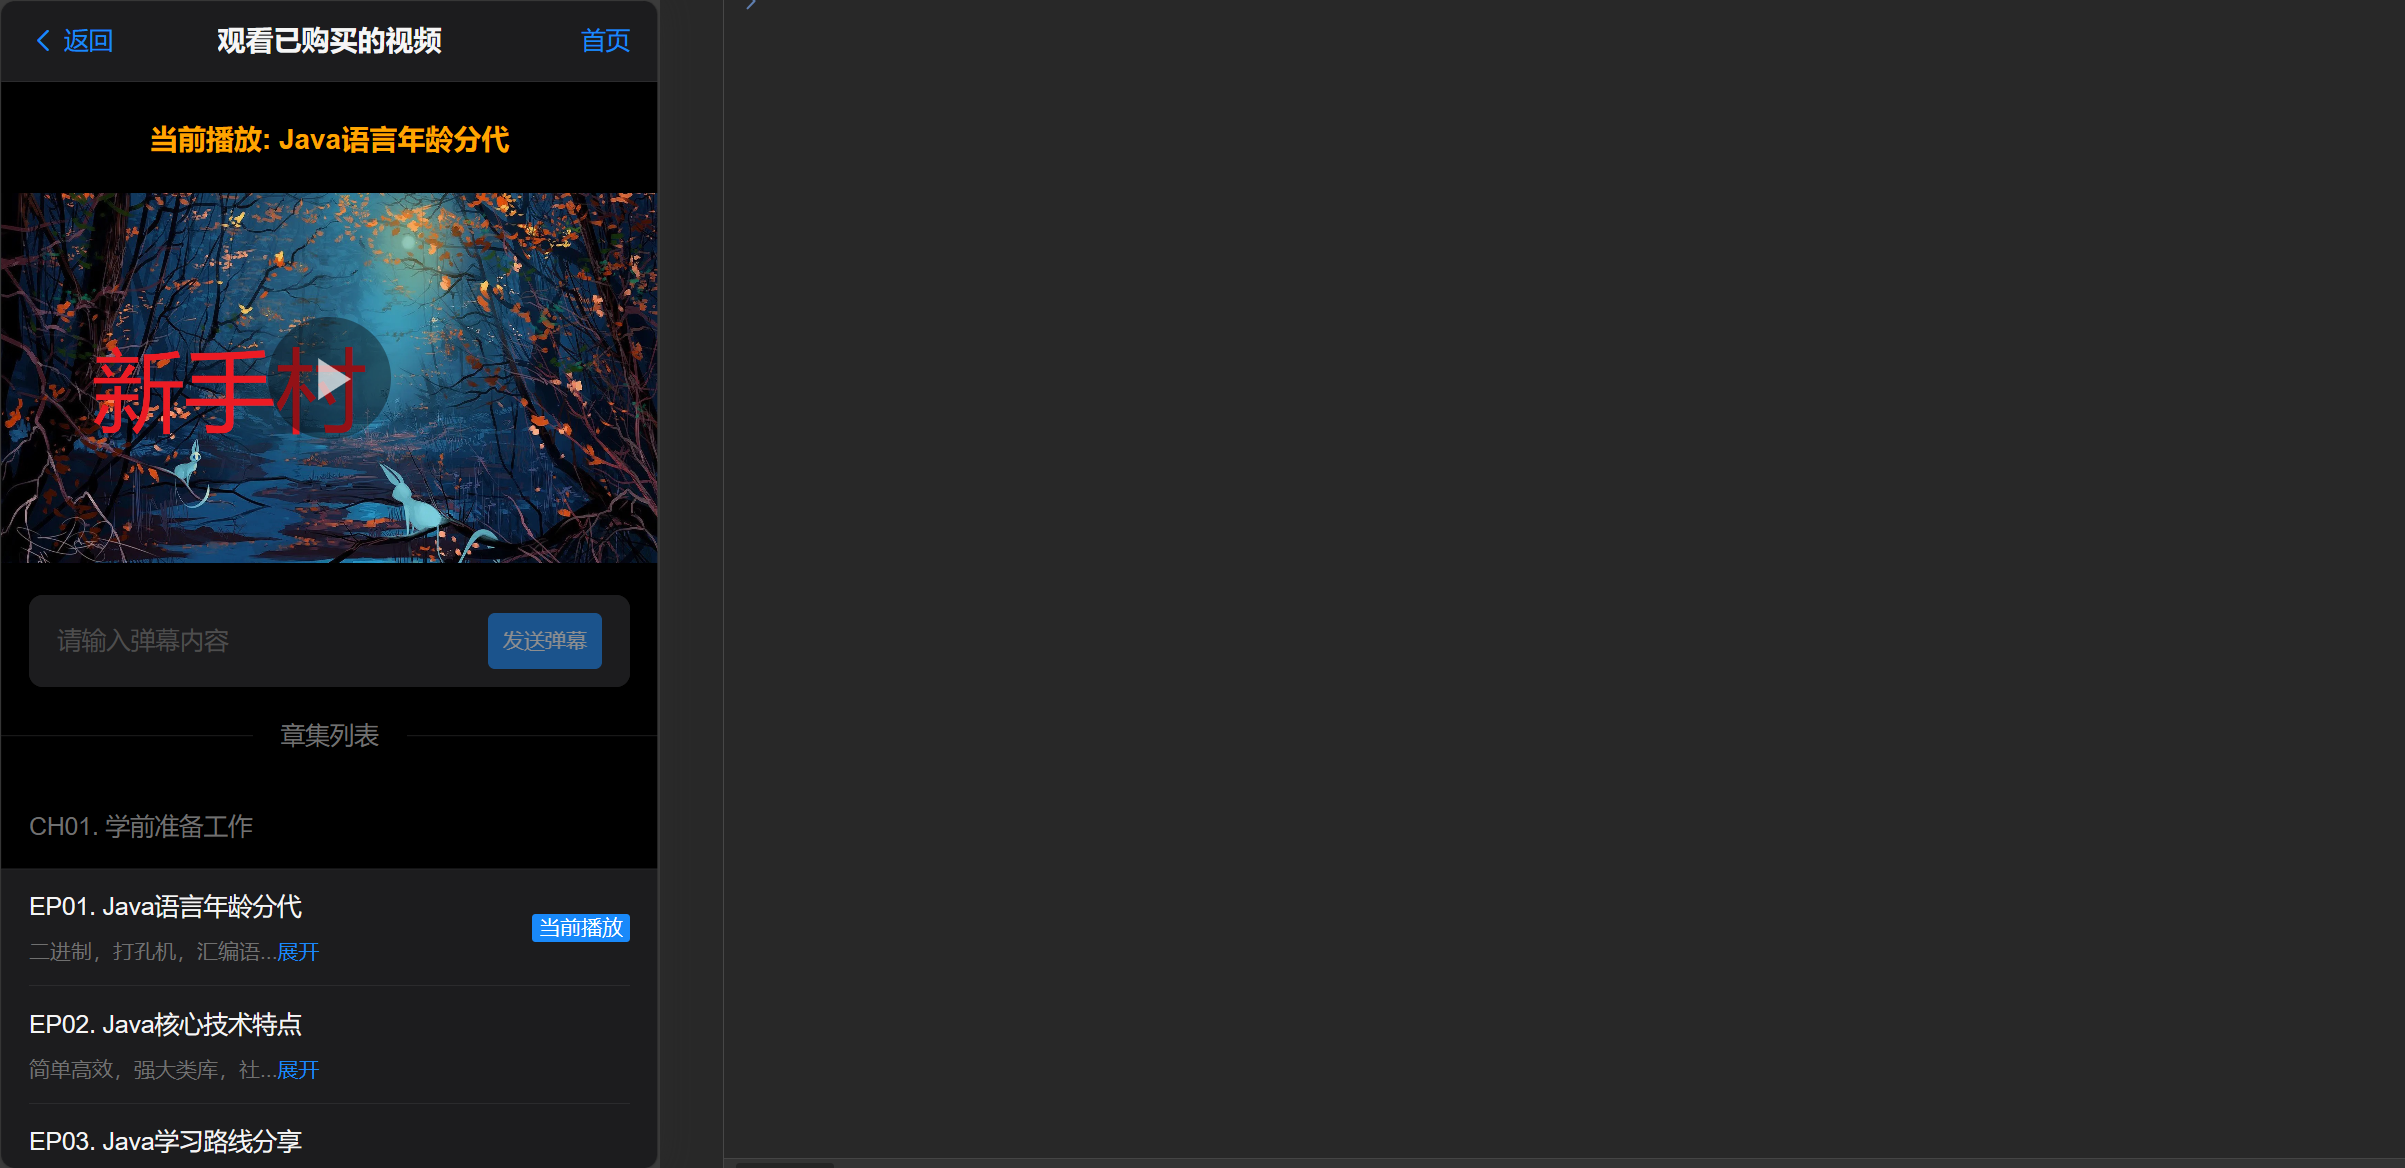 返回
观看已购买的视频
首页
当前播放: Java语言年龄分代
新手村
请输入弹幕内容
发送弹幕
章集列表
CH01. 学前准备工作
EP01. Java语言年龄分代
当前播放
二进制，打孔机，汇编语...展开
EP02. Java核心技术特点
简单高效，强大类库，社...展开
EP03. Java学习路线分享